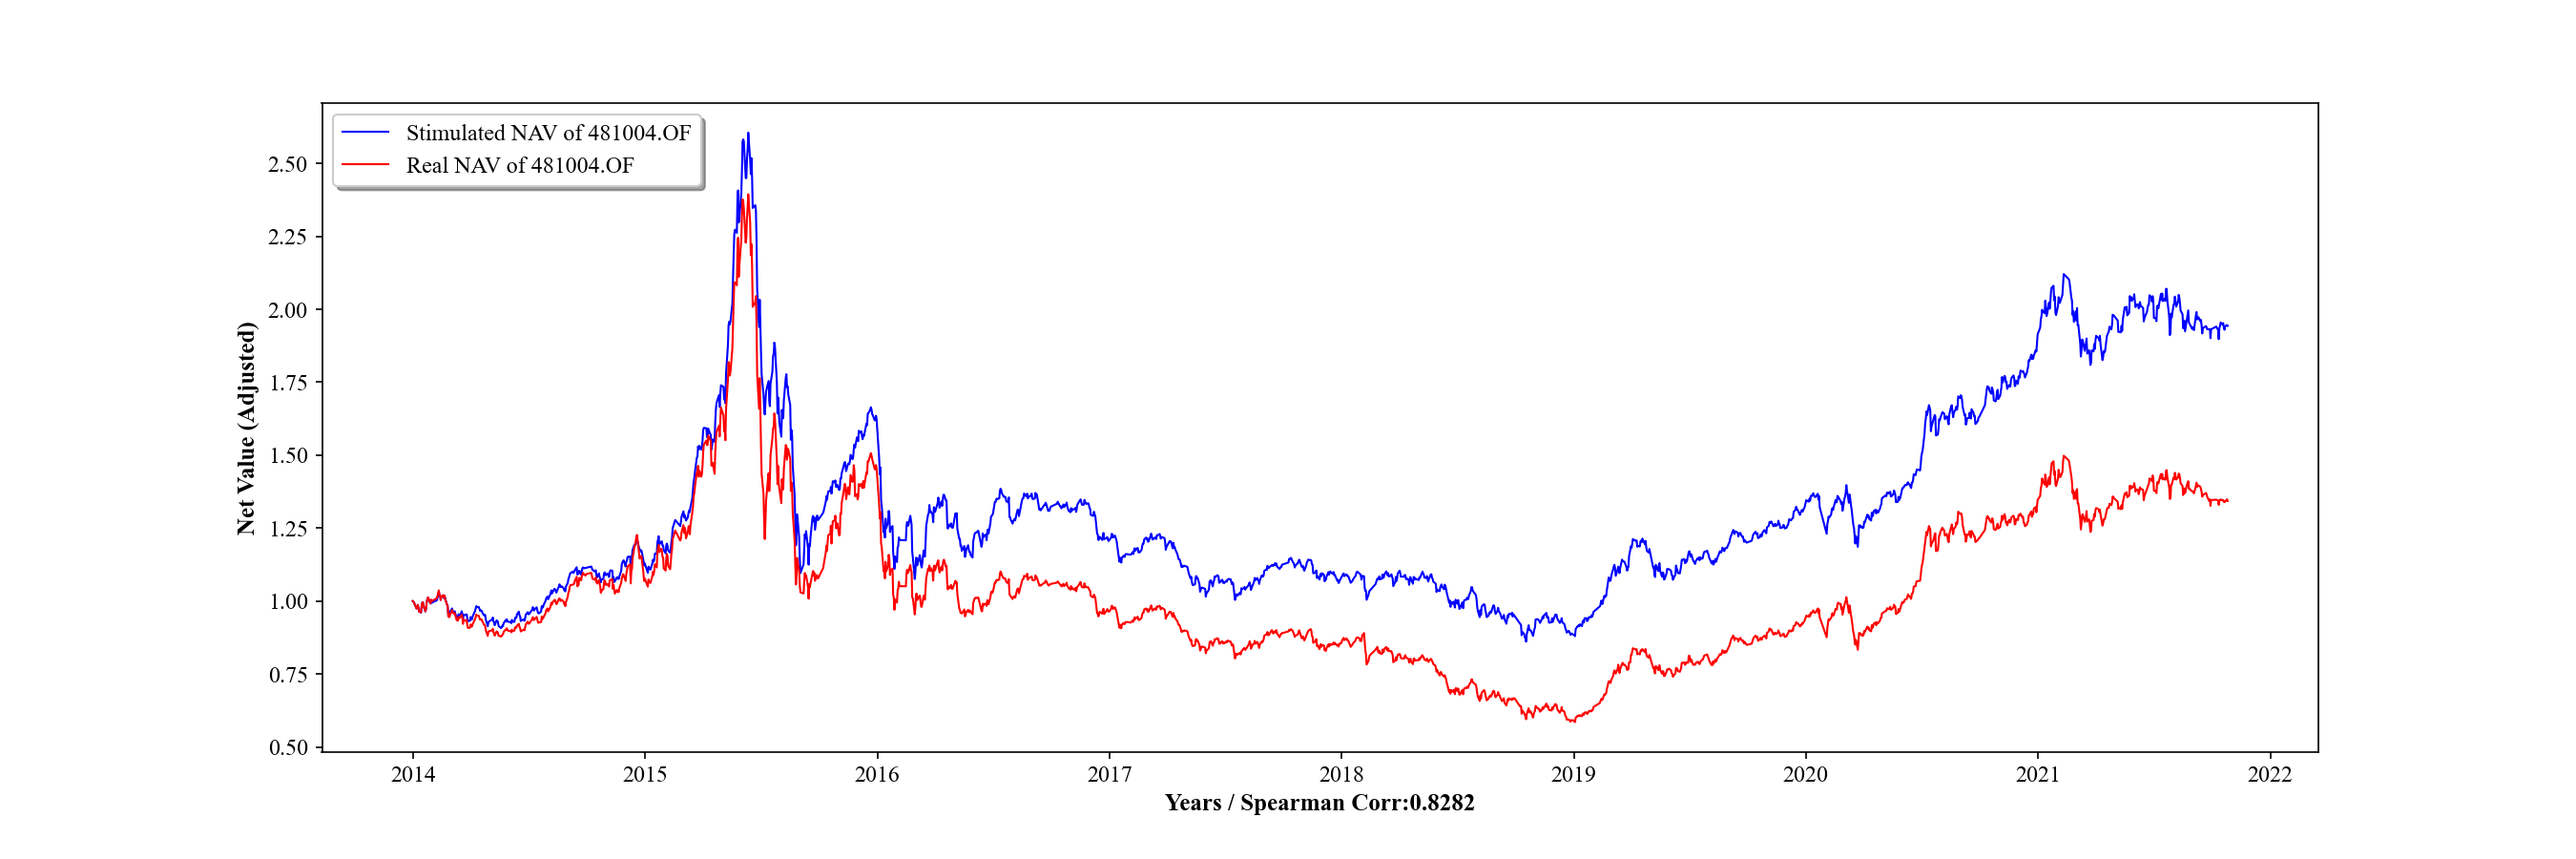 Stimulated NAV of 481004.OF
Real NAV of 481004.OF
Net Value (Adjusted)
2.50
2.25
2.00
1.75
1.50
1.25
1.00
0.75
0.50
2014 2015 2016 2017 2018 2019 2020 2021 2022
Years / Spearman Corr:0.8282